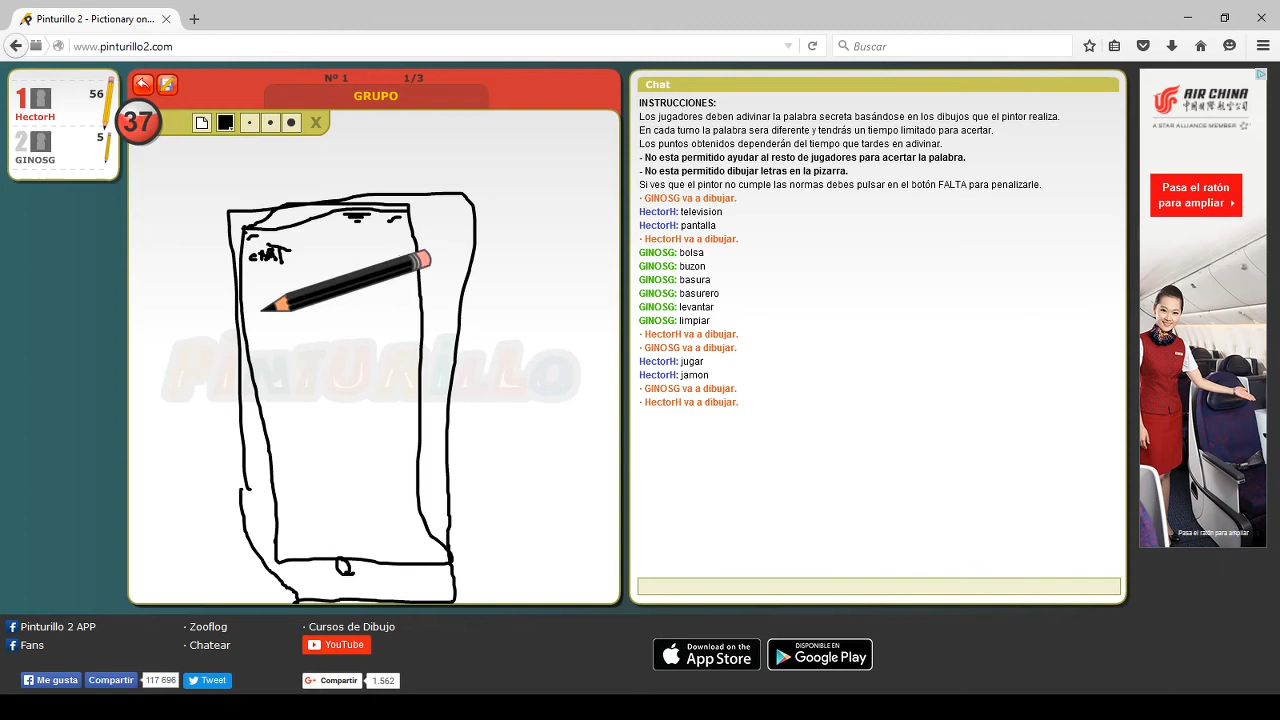 Pinturillo 2 - Pictionary on...
www.pinturillo2.com
Buscar
1
56
HectorH
2
5
GINOSG
37
Nº 1
1/3
GRUPO
X
CHAT
PINTURILLO
Chat
INSTRUCCIONES:
Los jugadores deben adivinar la palabra secreta basándose en los dibujos que el pintor realiza.
En cada turno la palabra sera diferente y tendrás un tiempo limitado para acertar.
Los puntos obtenidos dependerán del tiempo que tardes en adivinar.
- No esta permitido ayudar al resto de jugadores para acertar la palabra.
- No esta permitido dibujar letras en la pizarra.
Si ves que el pintor no cumple las normas debes pulsar en el botón FALTA para penalizarle.
· GINOSG va a dibujar.
HectorH: television
HectorH: pantalla
· HectorH va a dibujar.
GINOSG: bolsa
GINOSG: buzon
GINOSG: basura
GINOSG: basurero
GINOSG: levantar
GINOSG: limpiar
· HectorH va a dibujar.
· GINOSG va a dibujar.
HectorH: jugar
HectorH: jamon
· GINOSG va a dibujar.
· HectorH va a dibujar.
AIR CHINA
中国国際航空公司
A STAR ALLIANCE MEMBER
Pasa el ratón
para ampliar
Pasa el ratón para ampliar
Pinturillo 2 APP
Fans
· Zooflog
· Chatear
· Cursos de Dibujo
YouTube
Me gusta
Compartir
117 696
Tweet
G+ Compartir
1.562
Download on the
App Store
DISPONIBLE EN
Google Play